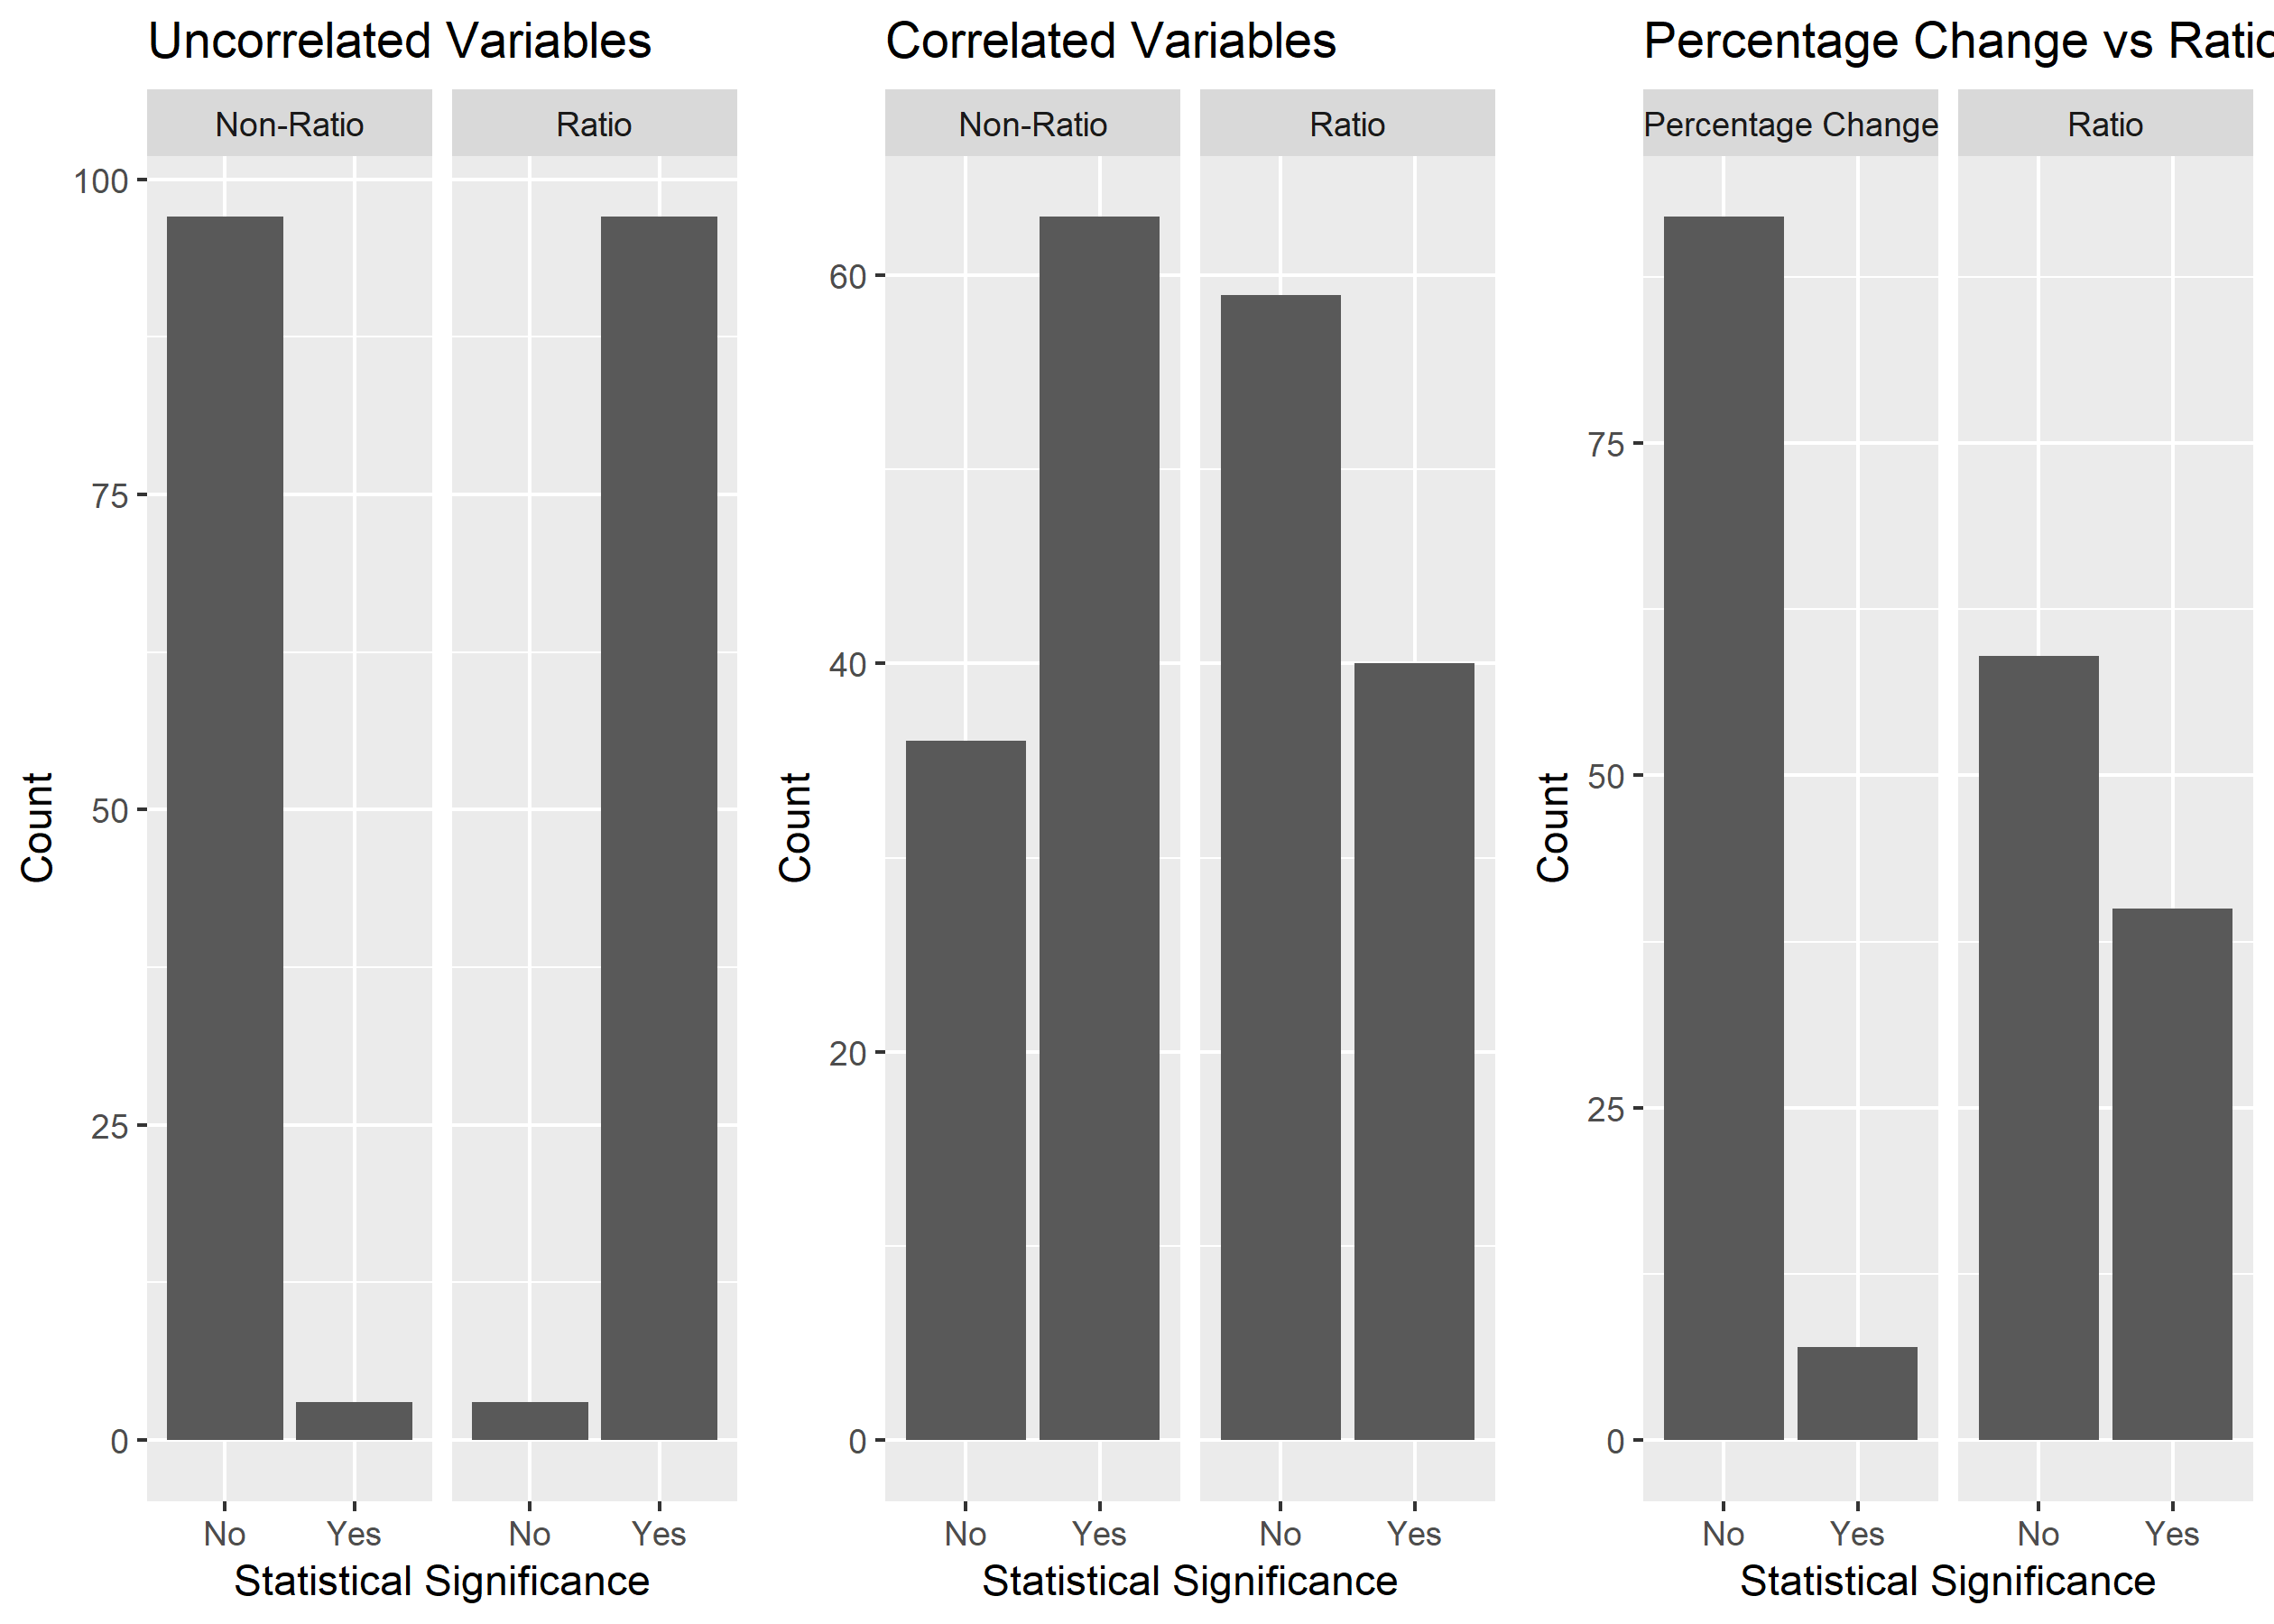 Uncorrelated Variables
Non-Ratio
Ratio
100
75
50
25
0
Count
No
Yes
No
Yes
Statistical Significance
Correlated Variables
Non-Ratio
Ratio
60
40
20
0
Count
No
Yes
No
Yes
Statistical Significance
Percentage Change vs Ratio
Percentage Change
Ratio
75
50
25
0
Count
No
Yes
No
Yes
Statistical Significance